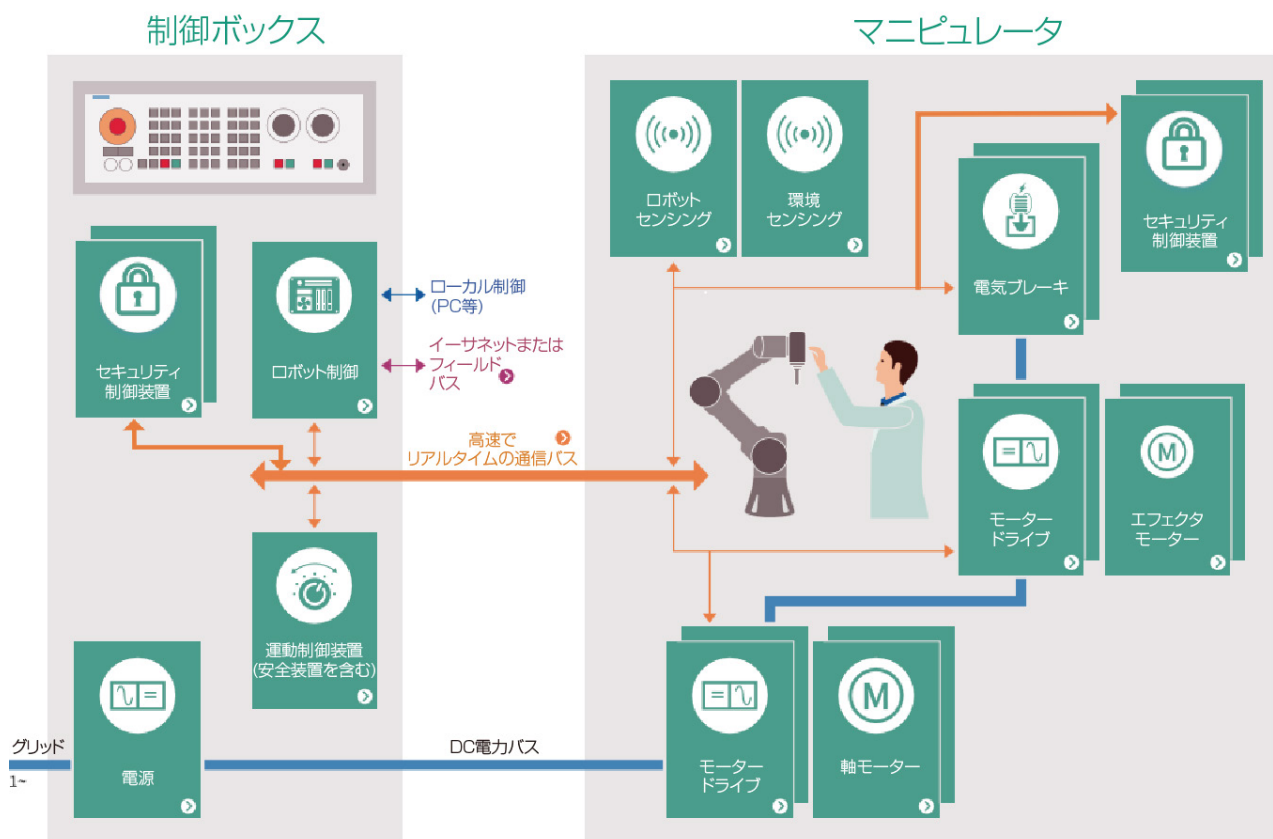 制御ボックス
マニピュレータ
ロボット
センシング
環境
センシング
セキュリティ
制御装置
電気ブレーキ
セキュリティ
制御装置
ロボット制御
ローカル制御
(PC等)
イーサネットまたは
フィールド
バス
高速で
リアルタイムの通信バス
モーター
ドライブ
M
エフェクタ
モーター
運動制御装置
(安全装置を含む)
グリッド
1~
電源
DC電力バス
モーター
ドライブ
M
軸モーター